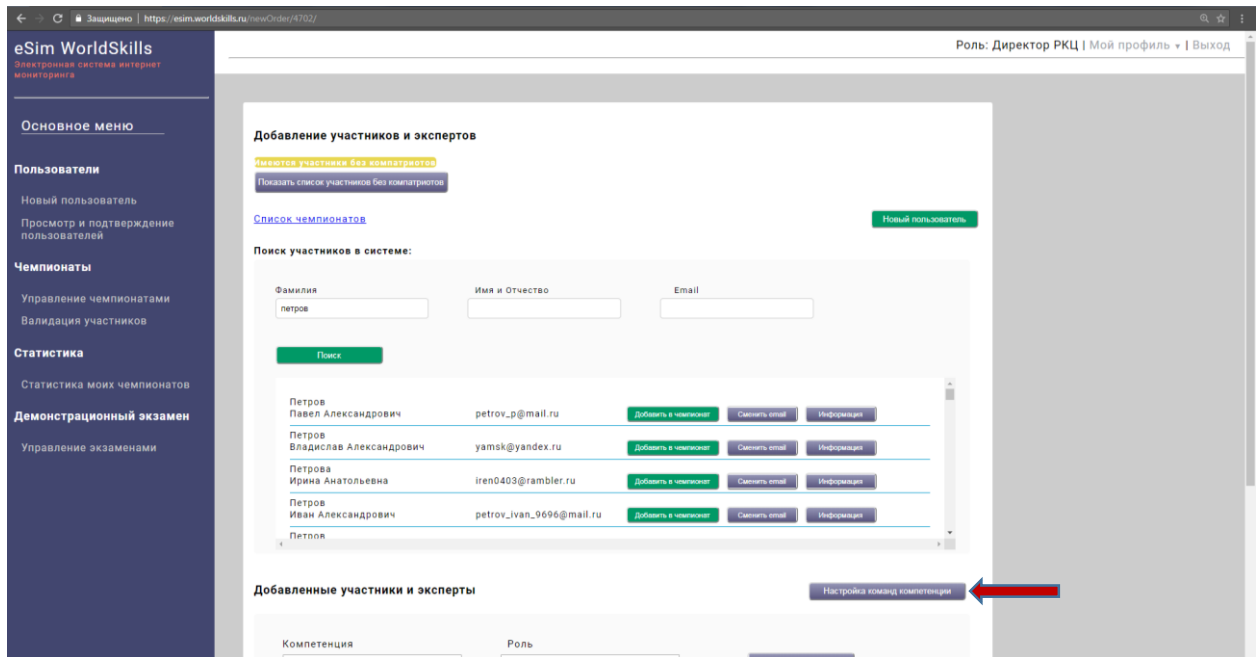 Защищено | https://esim.worldskills.ru/newOrder/4702/
eSim WorldSkills
Электронная система интернет
мониторинга
Роль: Директор РКЦ | Мой профиль ▾ | Выход
Основное меню
Пользователи
Новый пользователь
Просмотр и подтверждение
пользователей
Чемпионаты
Управление чемпионатами
Валидация участников
Статистика
Статистика моих чемпионатов
Демонстрационный экзамен
Управление экзаменами
Добавление участников и экспертов
Имеются участники без компатриотов
Показать список участников без компатриотов
Список чемпионатов
Новый пользователь
Поиск участников в системе:
Фамилия Имя и Отчество Email
петров
Поиск
Петров
Павел Александрович petrov_p@mail.ru Добавить в чемпионат Сменить email Информация
Петров
Владислав Александрович yamsk@yandex.ru Добавить в чемпионат Сменить email Информация
Петрова
Ирина Анатольевна iren0403@rambler.ru Добавить в чемпионат Сменить email Информация
Петров
Иван Александрович petrov_ivan_9696@mail.ru Добавить в чемпионат Сменить email Информация
Петров
Добавленные участники и эксперты Настройка команд компетенции
Компетенция Роль